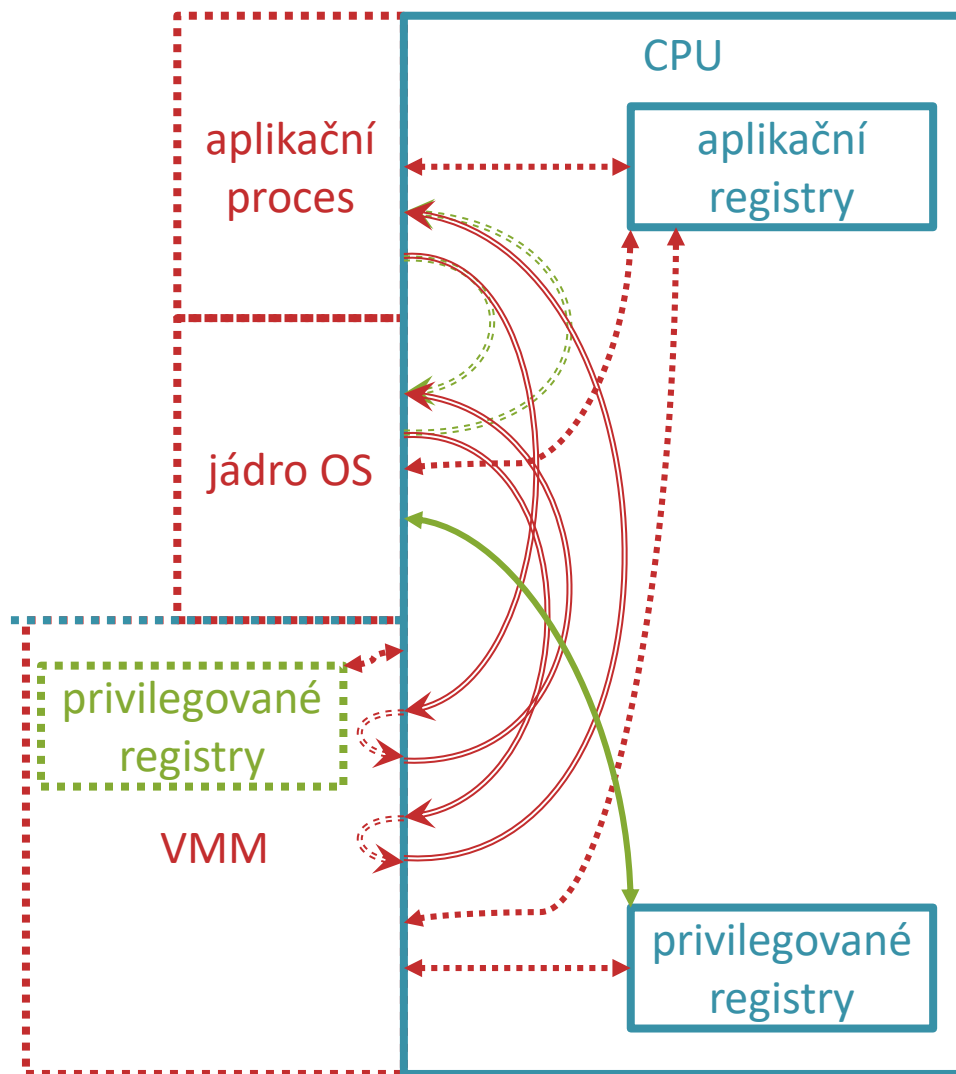 CPU
aplikační
proces
aplikační
registry
jádro OS
privilegované
registry
VMM
privilegované
registry